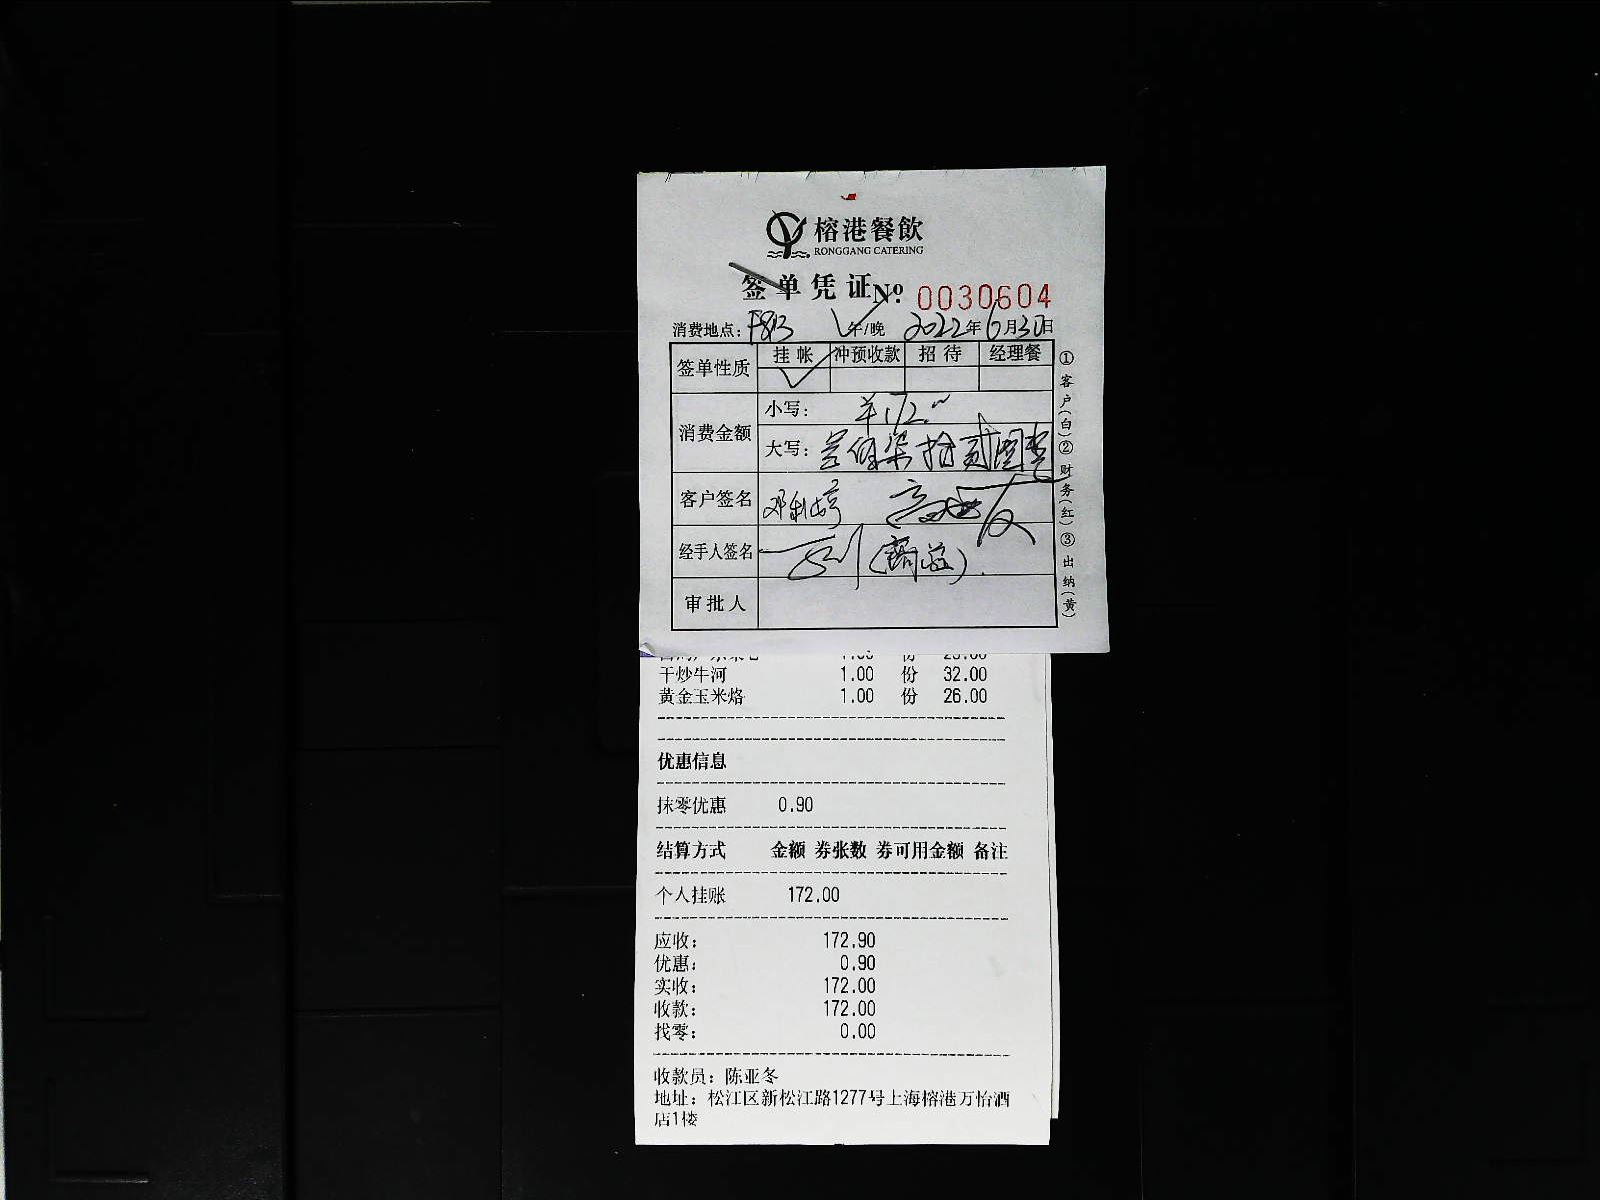 榕港餐飲
RONGGANG CATERING
签单凭证 No. 0030604
消费地点: F813 午/晚 2022年6月30日
签单性质 挂帐 冲预收款 招待 经理餐
消费金额 小写: ¥172.
大写: 柒拾贰圆
客户签名
经手人签名
审批人
①客户(白)②财务(红)③出纳(黄)
干炒牛河 1.00 份 32.00
黄金玉米烙 1.00 份 26.00
优惠信息
抹零优惠 0.90
结算方式 金额 券张数 券可用金额 备注
个人挂账 172.00
应收: 172.90
优惠: 0.90
实收: 172.00
收款: 172.00
找零: 0.00
收款员: 陈亚冬
地址: 松江区新松江路1277号上海榕港万怡酒
店1楼